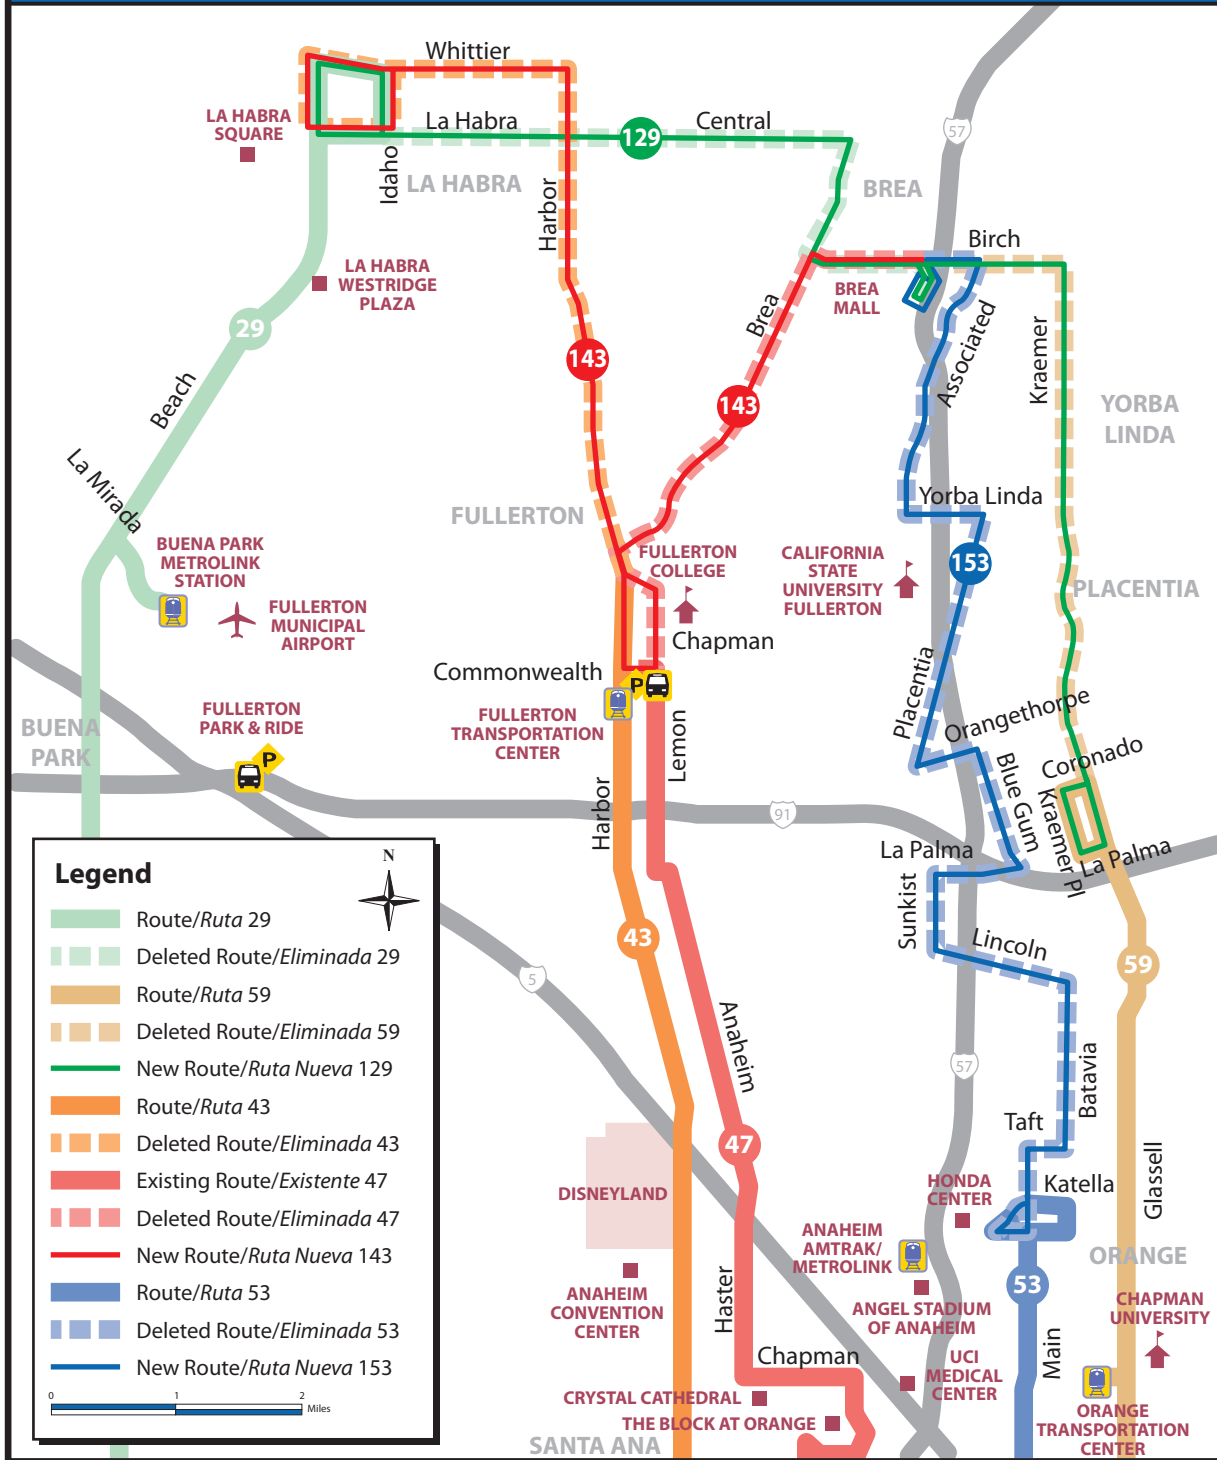 Whittier
57
LA HABRA
SQUARE
La Habra
129
Central
Idaho
LA HABRA
Harbor
BREA
Birch
LA HABRA
WESTRIDGE
PLAZA
BREA
MALL
29
Brea
Associated
Kraemer
143
143
Beach
YORBA
LINDA
La Mirada
Yorba Linda
FULLERTON
BUENA PARK
METROLINK
STATION
FULLERTON
COLLEGE
CALIFORNIA
STATE
UNIVERSITY
FULLERTON
153
PLACENTIA
FULLERTON
MUNICIPAL
AIRPORT
Chapman
Commonwealth
P
Placentia
FULLERTON
PARK & RIDE
P
FULLERTON
TRANSPORTATION
CENTER
Lemon
Orangethorpe
BUENA
PARK
Coronado
Blue Gum
Kraemer Pl
Harbor
91
La Palma
La Palma
Sunkist
Lincoln
43
59
5
Anaheim
57
Batavia
Taft
47
Katella
Glassell
HONDA
CENTER
DISNEYLAND
ANAHEIM
AMTRAK/
METROLINK
ORANGE
53
ANAHEIM
CONVENTION
CENTER
Haster
ANGEL STADIUM
OF ANAHEIM
CHAPMAN
UNIVERSITY
Main
Chapman
UCI
MEDICAL
CENTER
CRYSTAL CATHEDRAL
THE BLOCK AT ORANGE
ORANGE
TRANSPORTATION
CENTER
SANTA ANA
Legend
N
Route/Ruta 29
Deleted Route/Eliminada 29
Route/Ruta 59
Deleted Route/Eliminada 59
New Route/Ruta Nueva 129
Route/Ruta 43
Deleted Route/Eliminada 43
Existing Route/Existente 47
Deleted Route/Eliminada 47
New Route/Ruta Nueva 143
Route/Ruta 53
Deleted Route/Eliminada 53
New Route/Ruta Nueva 153
0 1 2
Miles